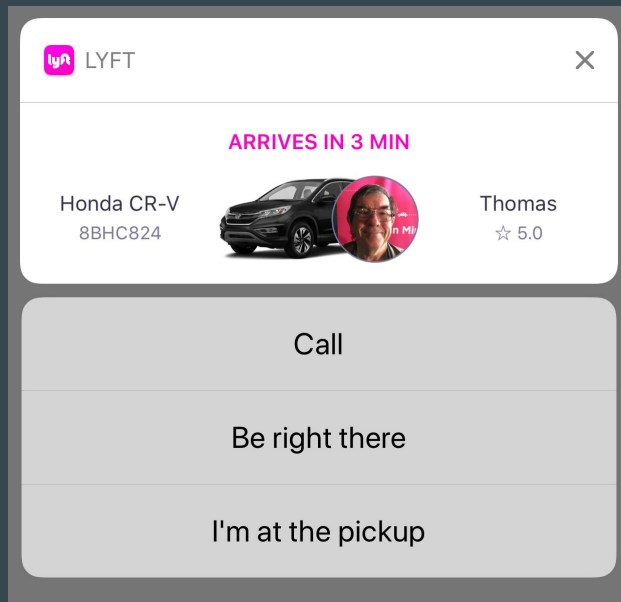 lyft LYFT
ARRIVES IN 3 MIN
Honda CR-V
8BHC824
Thomas
☆ 5.0
Call
Be right there
I'm at the pickup